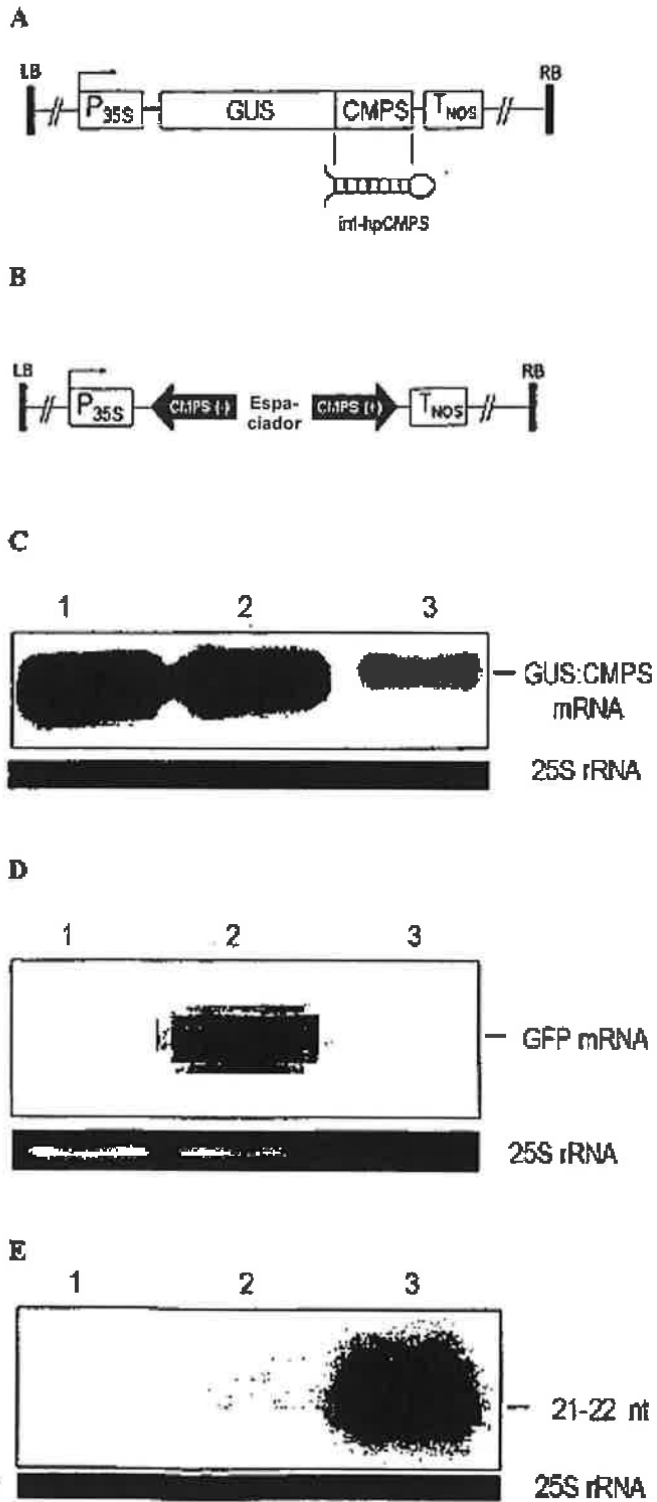 A
LB RB
P35S GUS CMPS TNOS
inf-hpCMPS
B
LB RB
P35S CMPS (-) Espa-
ciador CMPS (+) TNOS
C
1 2 3
GUS:CMPS
mRNA
25S rRNA
D
1 2 3
GFP mRNA
25S rRNA
E
1 2 3
21-22 nt
25S rRNA